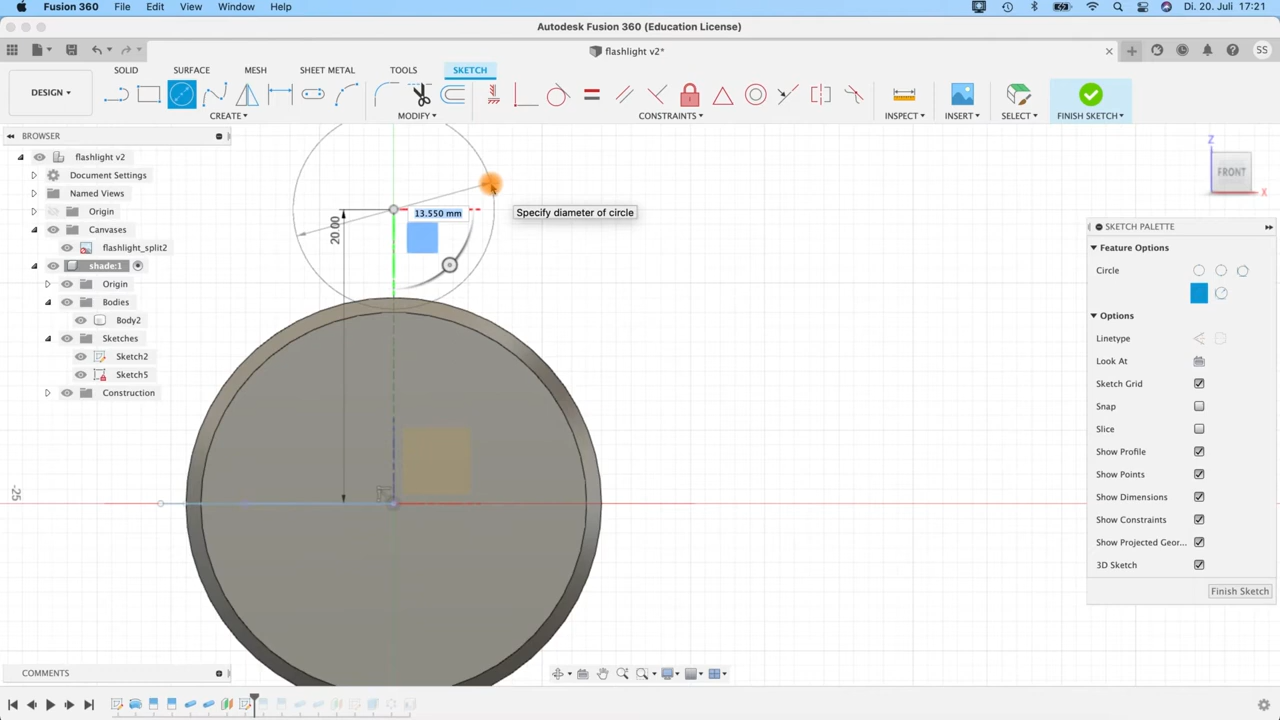 Fusion 360 File Edit View Window Help Di. 20. Juli 17:21
Autodesk Fusion 360 (Education License)
flashlight v2*
SS
SOLID SURFACE MESH SHEET METAL TOOLS SKETCH
DESIGN
CREATE MODIFY CONSTRAINTS INSPECT INSERT SELECT FINISH SKETCH
BROWSER
flashlight v2
Document Settings
Named Views
Origin
Canvases
flashlight_split2
shade:1
Origin
Bodies
Body2
Sketches
Sketch2
Sketch5
Construction
20.00
13.550 mm
Specify diameter of circle
-25
Z
FRONT
X
SKETCH PALETTE
Feature Options
Circle
Options
Linetype
Look At
Sketch Grid
Snap
Slice
Show Profile
Show Points
Show Dimensions
Show Constraints
Show Projected Geor...
3D Sketch
Finish Sketch
COMMENTS